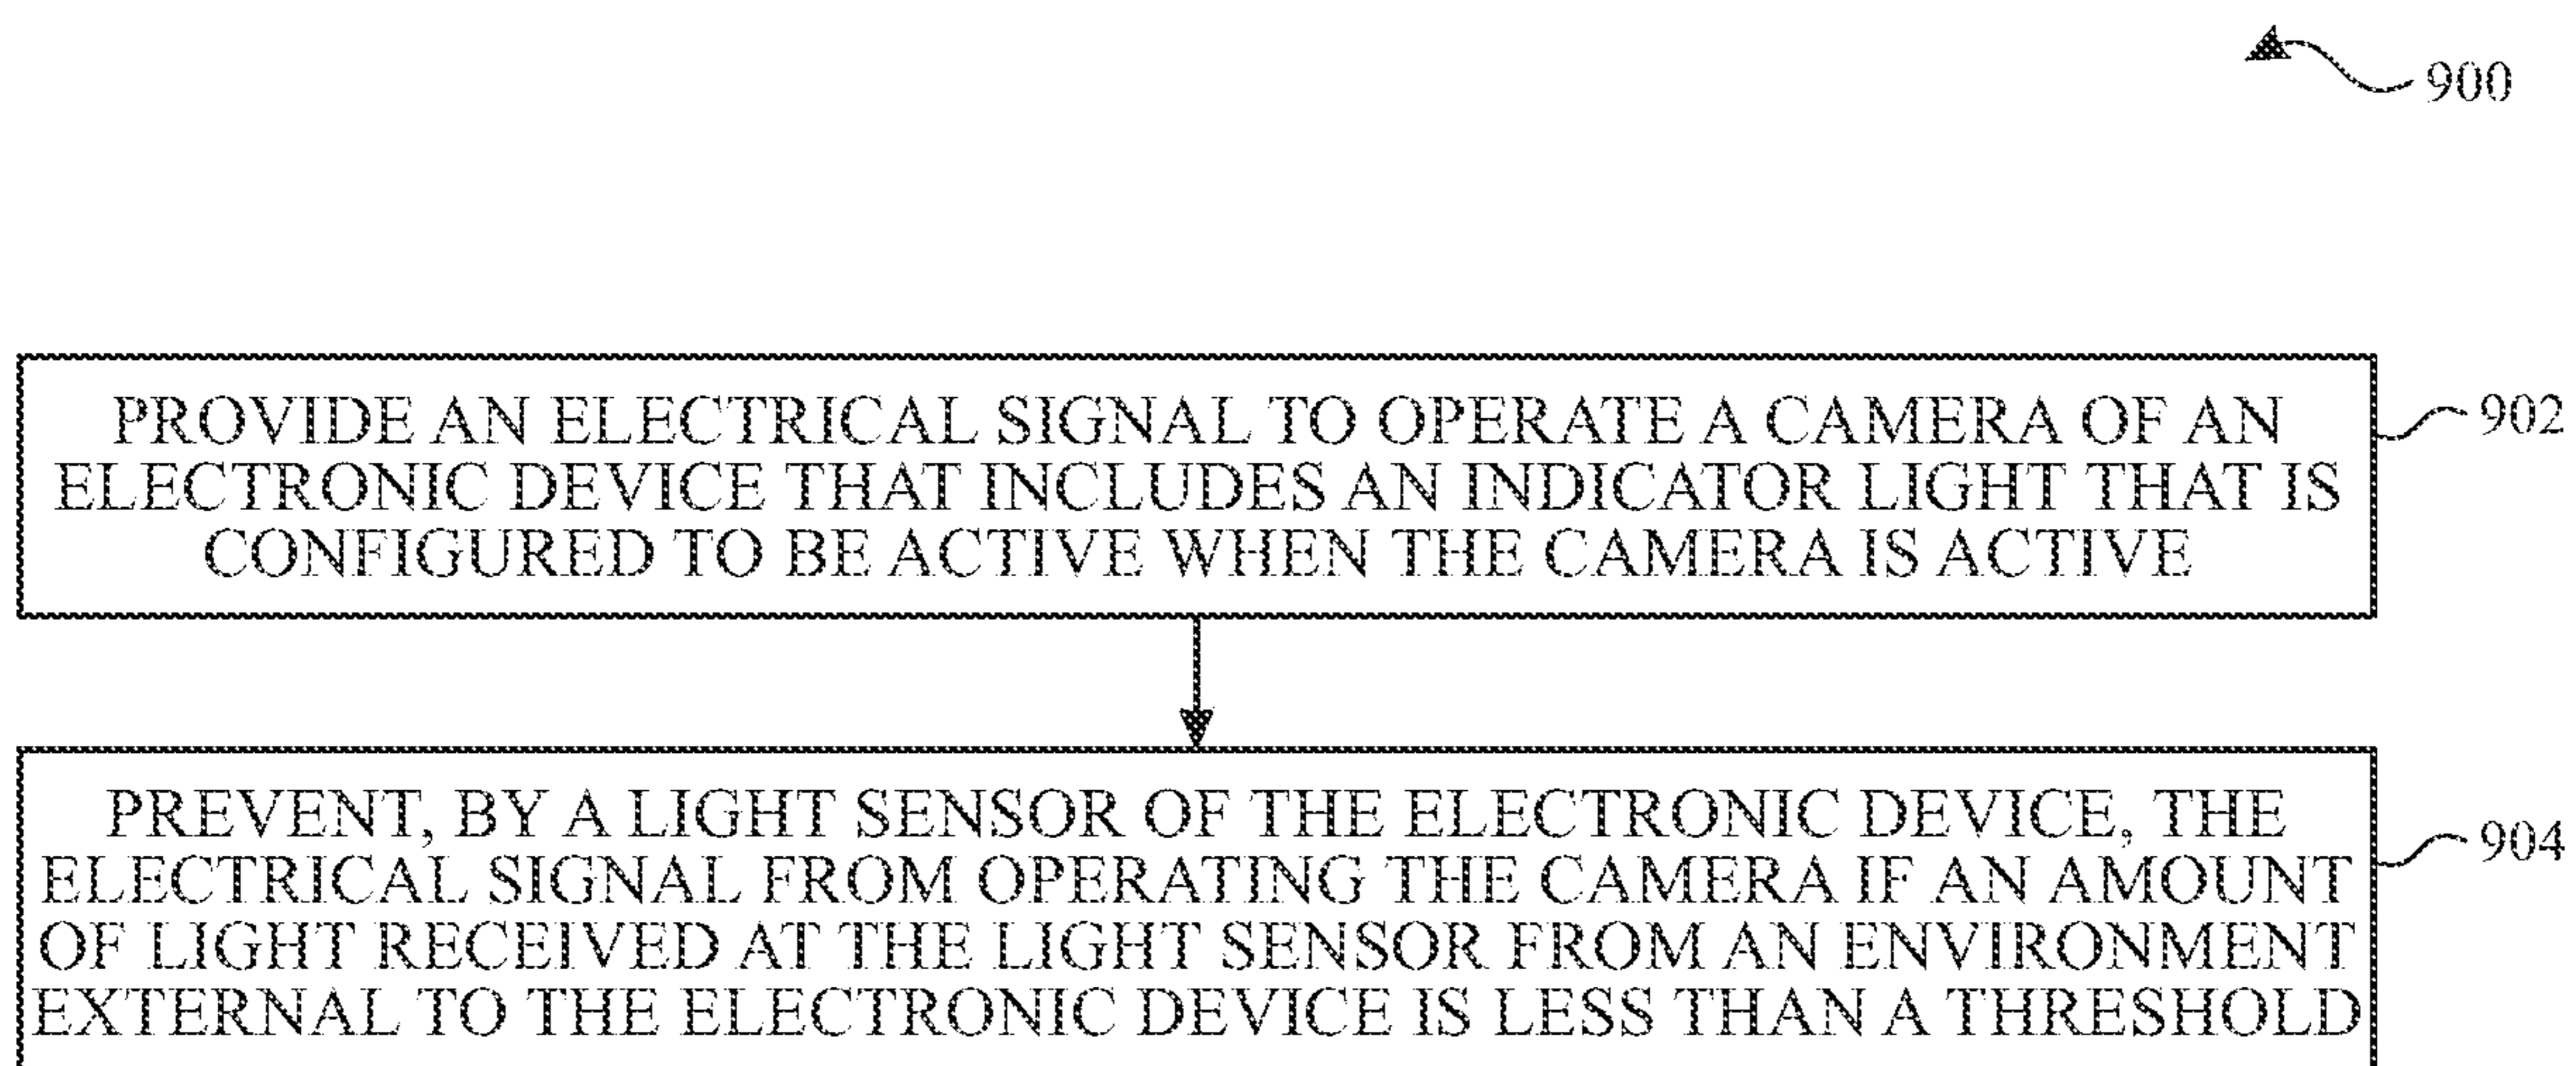 900
PROVIDE AN ELECTRICAL SIGNAL TO OPERATE A CAMERA OF AN
ELECTRONIC DEVICE THAT INCLUDES AN INDICATOR LIGHT THAT IS
CONFIGURED TO BE ACTIVE WHEN THE CAMERA IS ACTIVE
902
PREVENT, BY A LIGHT SENSOR OF THE ELECTRONIC DEVICE, THE
ELECTRICAL SIGNAL FROM OPERATING THE CAMERA IF AN AMOUNT
OF LIGHT RECEIVED AT THE LIGHT SENSOR FROM AN ENVIRONMENT
EXTERNAL TO THE ELECTRONIC DEVICE IS LESS THAN A THRESHOLD
904